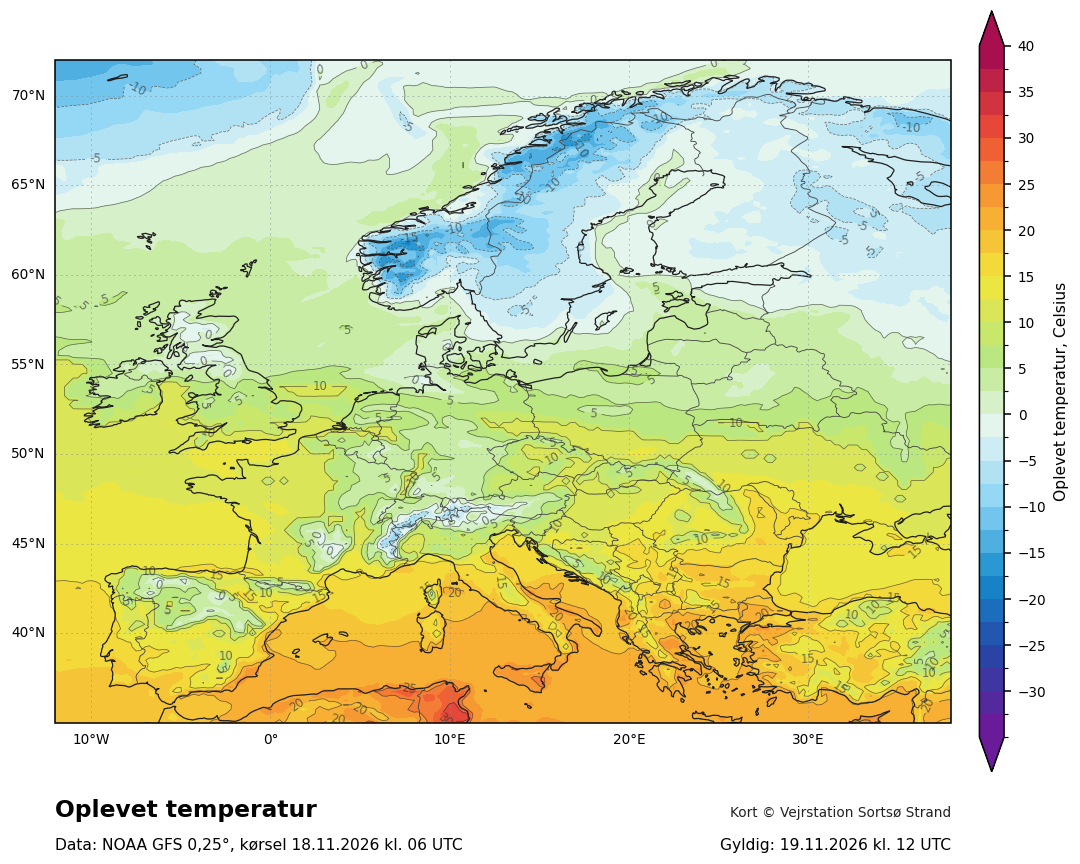 70°N
65°N
60°N
55°N
50°N
45°N
40°N
10°W
0°
10°E
20°E
30°E
40
35
30
25
20
15
10
5
0
−5
−10
−15
−20
−25
−30
Oplevet temperatur, Celsius
Oplevet temperatur
Kort © Vejrstation Sortsø Strand
Data: NOAA GFS 0,25°, kørsel 18.11.2026 kl. 06 UTC
Gyldig: 19.11.2026 kl. 12 UTC